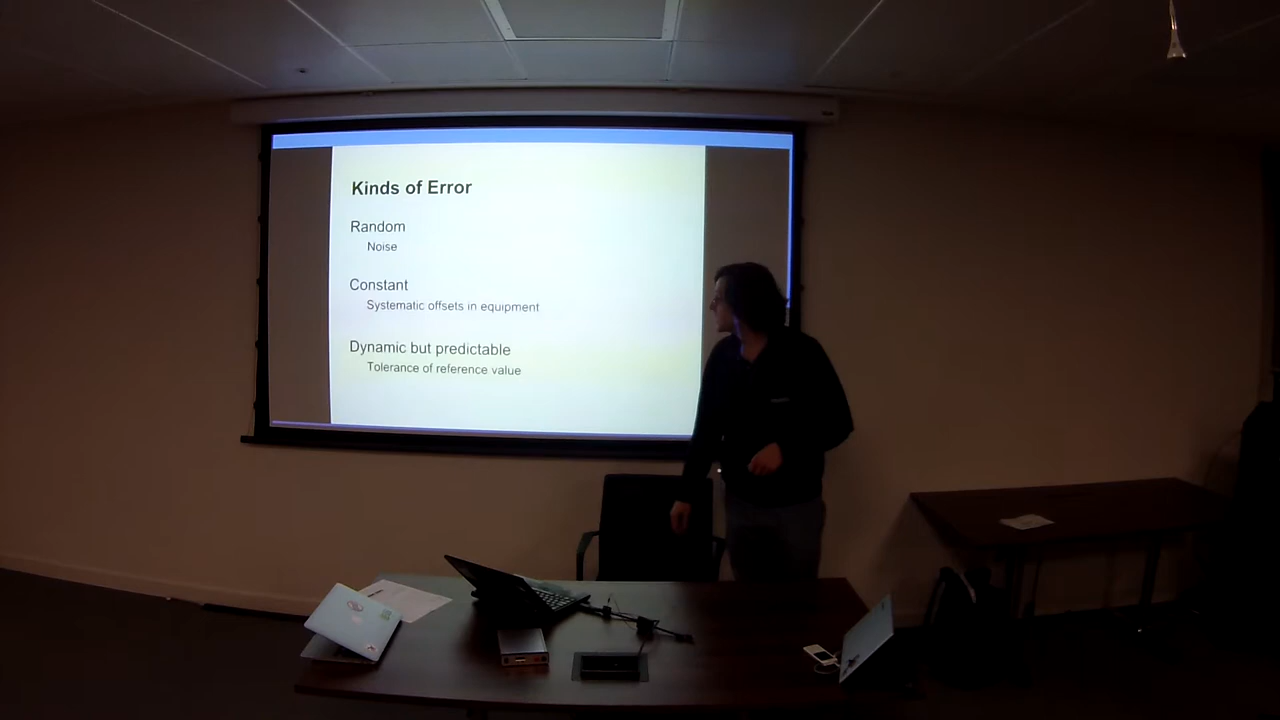 Kinds of Error
Random
Noise
Constant
Systematic offsets in equipment
Dynamic but predictable
Tolerance of reference value